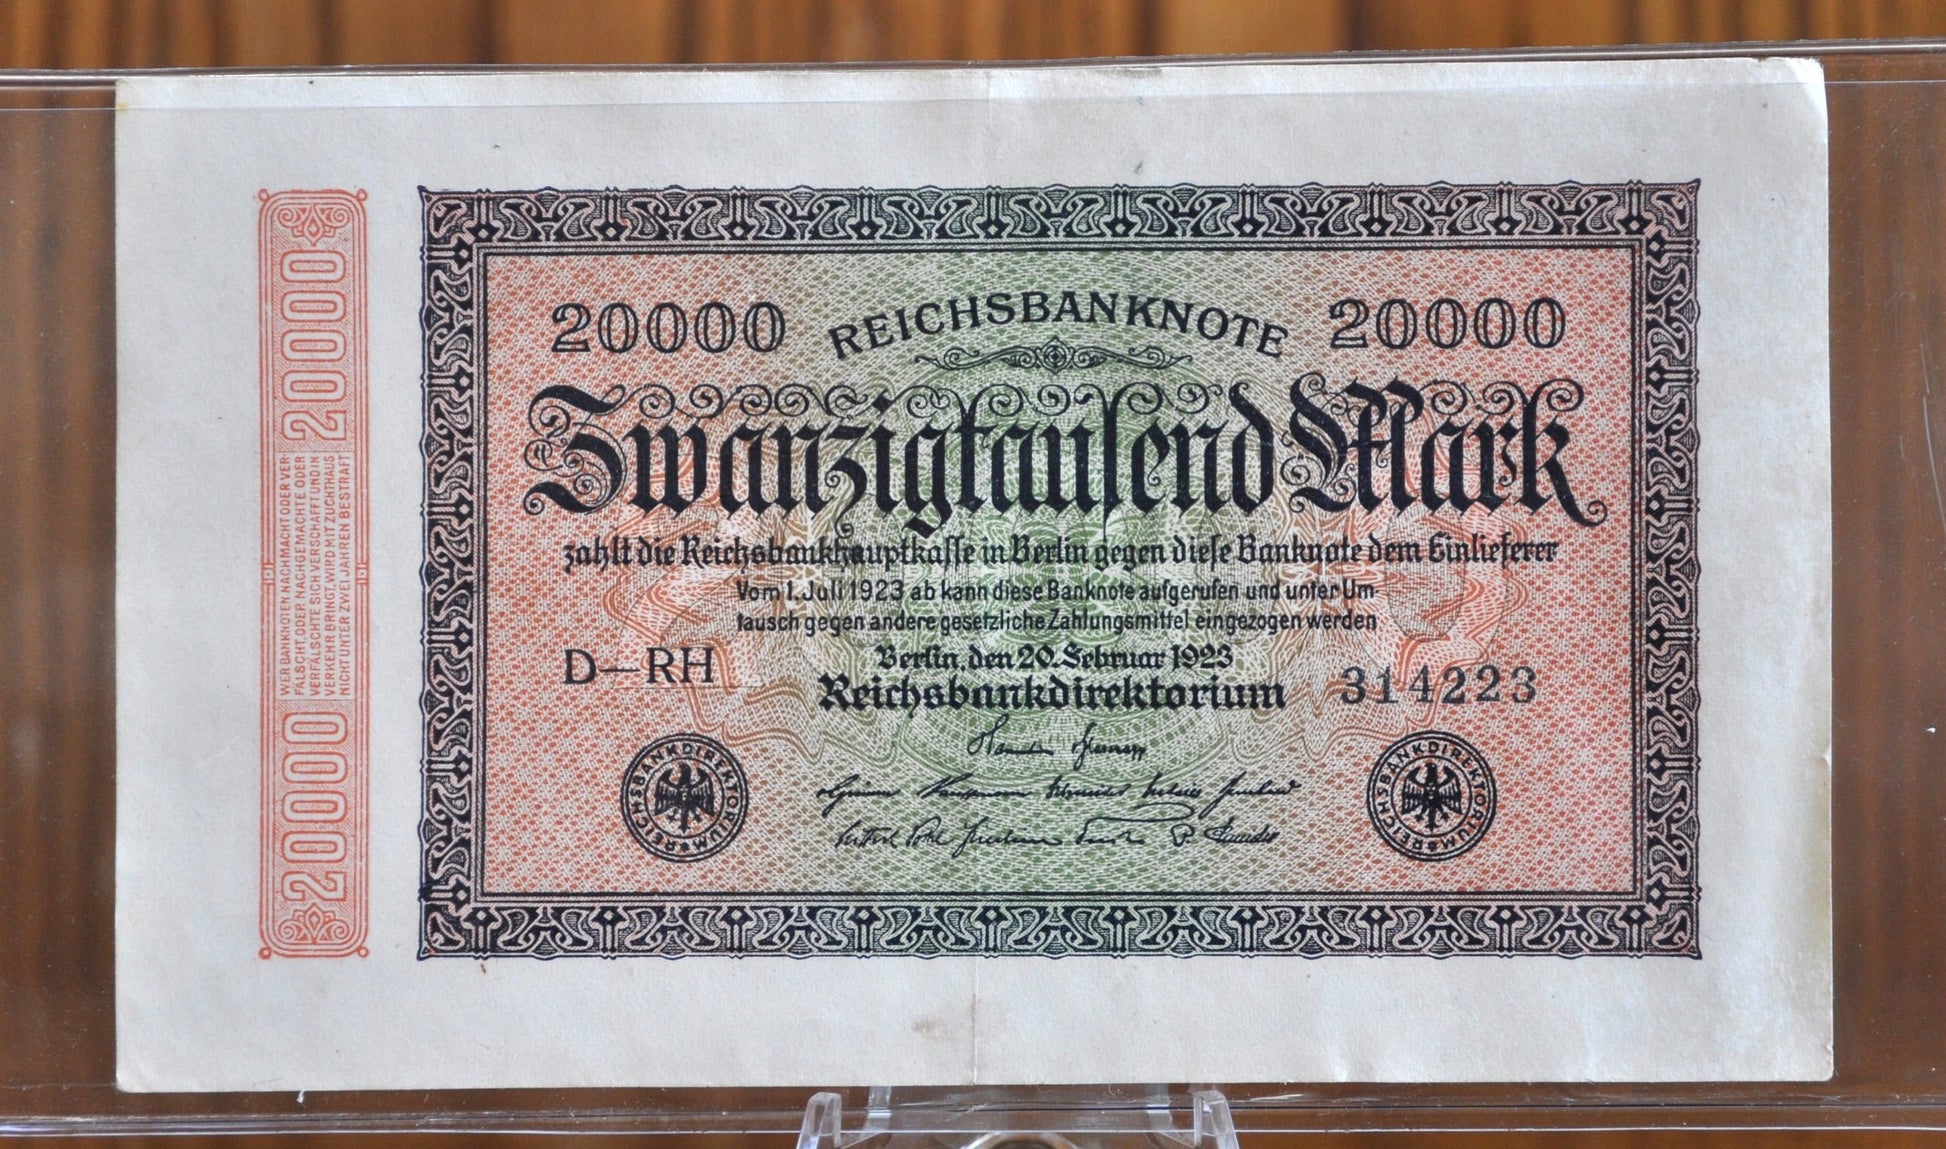 20000
WER BANKNOTEN NACHMACHT ODER VER-
FÄLSCHT, ODER NACHGEMACHTE ODER
VERFÄLSCHTE SICH VERSCHAFFT UND IN
VERKEHR BRINGT, WIRD MIT ZUCHTHAUS
NICHT UNTER ZWEI JAHREN BESTRAFT
20000
20000 REICHSBANKNOTE 20000
Zwanzigtausend Mark
zahlt die Reichsbankhauptkasse in Berlin gegen diese Banknote dem Einlieferer
Vom 1. Juli 1923 ab kann diese Banknote aufgerufen und unter Um-
tausch gegen andere gesetzliche Zahlungsmittel eingezogen werden
Berlin, den 20. Februar 1923
D–RH Reichsbankdirektorium 314223
REICHSBANKDIREKTORIUM
REICHSBANKDIREKTORIUM